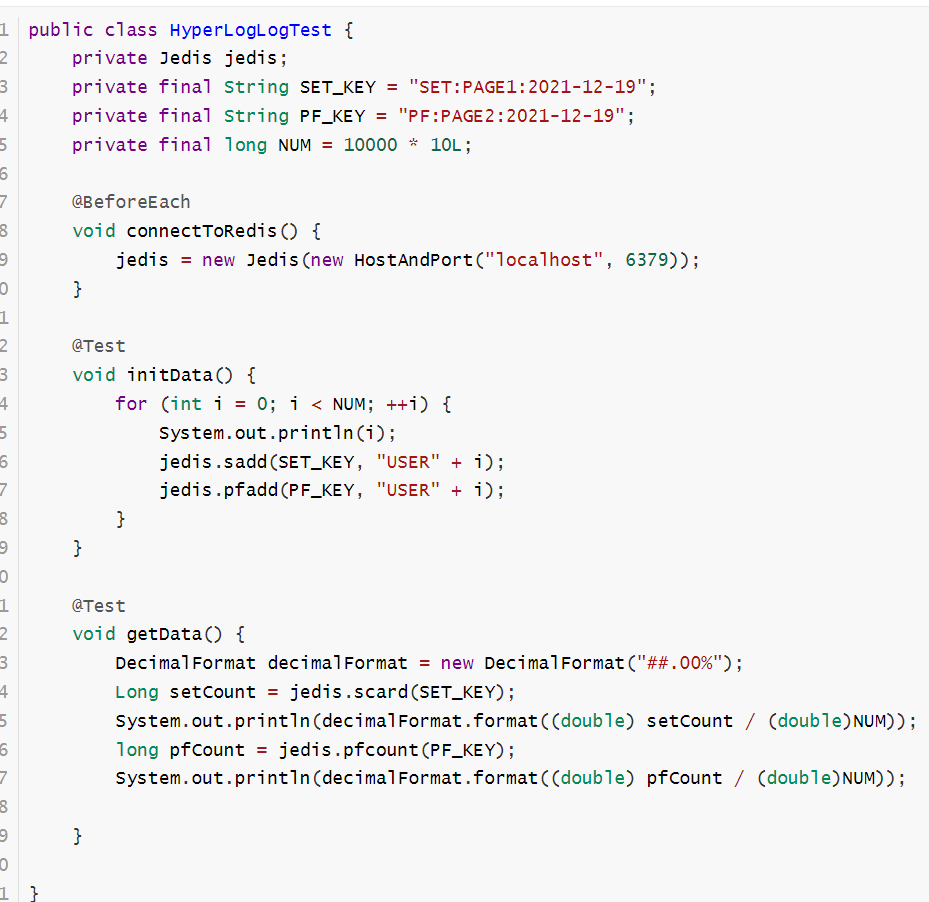 1 public class HyperLogLogTest {
2     private Jedis jedis;
3     private final String SET_KEY = "SET:PAGE1:2021-12-19";
4     private final String PF_KEY = "PF:PAGE2:2021-12-19";
5     private final long NUM = 10000 * 10L;
6
7     @BeforeEach
8     void connectToRedis() {
9         jedis = new Jedis(new HostAndPort("localhost", 6379));
0     }
1
2     @Test
3     void initData() {
4         for (int i = 0; i < NUM; ++i) {
5             System.out.println(i);
6             jedis.sadd(SET_KEY, "USER" + i);
7             jedis.pfadd(PF_KEY, "USER" + i);
8         }
9     }
0
1     @Test
2     void getData() {
3         DecimalFormat decimalFormat = new DecimalFormat("##.00%");
4         Long setCount = jedis.scard(SET_KEY);
5         System.out.println(decimalFormat.format((double) setCount / (double)NUM));
6         long pfCount = jedis.pfcount(PF_KEY);
7         System.out.println(decimalFormat.format((double) pfCount / (double)NUM));
8
9     }
0
1 }